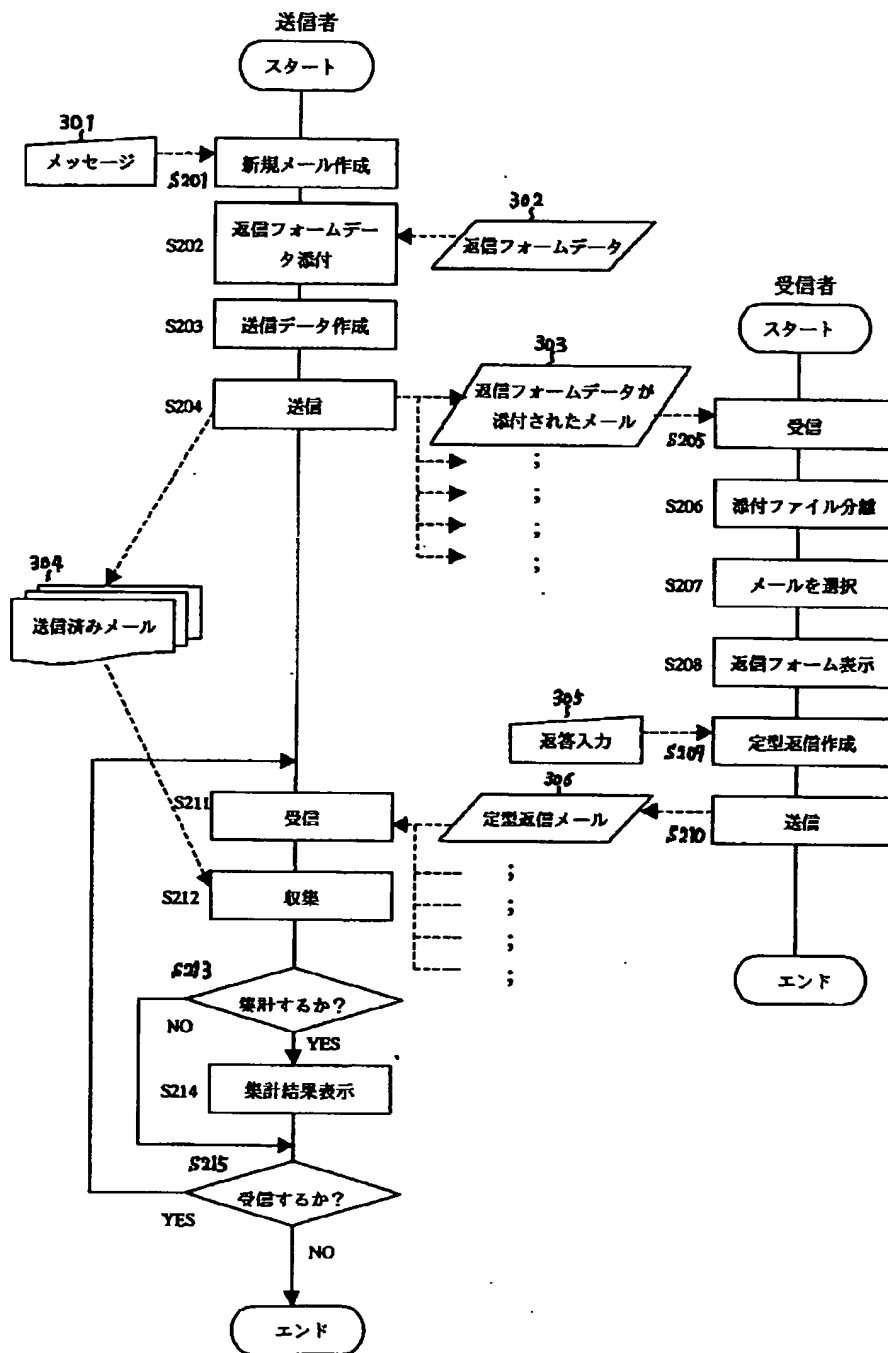 送信者
スタート
301
メッセージ
S201
新規メール作成
302
S202
返信フォームデー
タ添付
返信フォームデータ
受信者
スタート
S203
送信データ作成
303
返信フォームデータが
添付されたメール
S204
送信
S205
受信
;
;
;
;
S206
添付ファイル分離
304
送信済みメール
S207
メールを選択
S208
返信フォーム表示
305
返答入力
S209
定型返信作成
306
S211
受信
定型返信メール
S210
送信
S212
収集
;
;
;
;
S213
集計するか?
NO
YES
エンド
S214
集計結果表示
S215
受信するか?
YES
NO
エンド